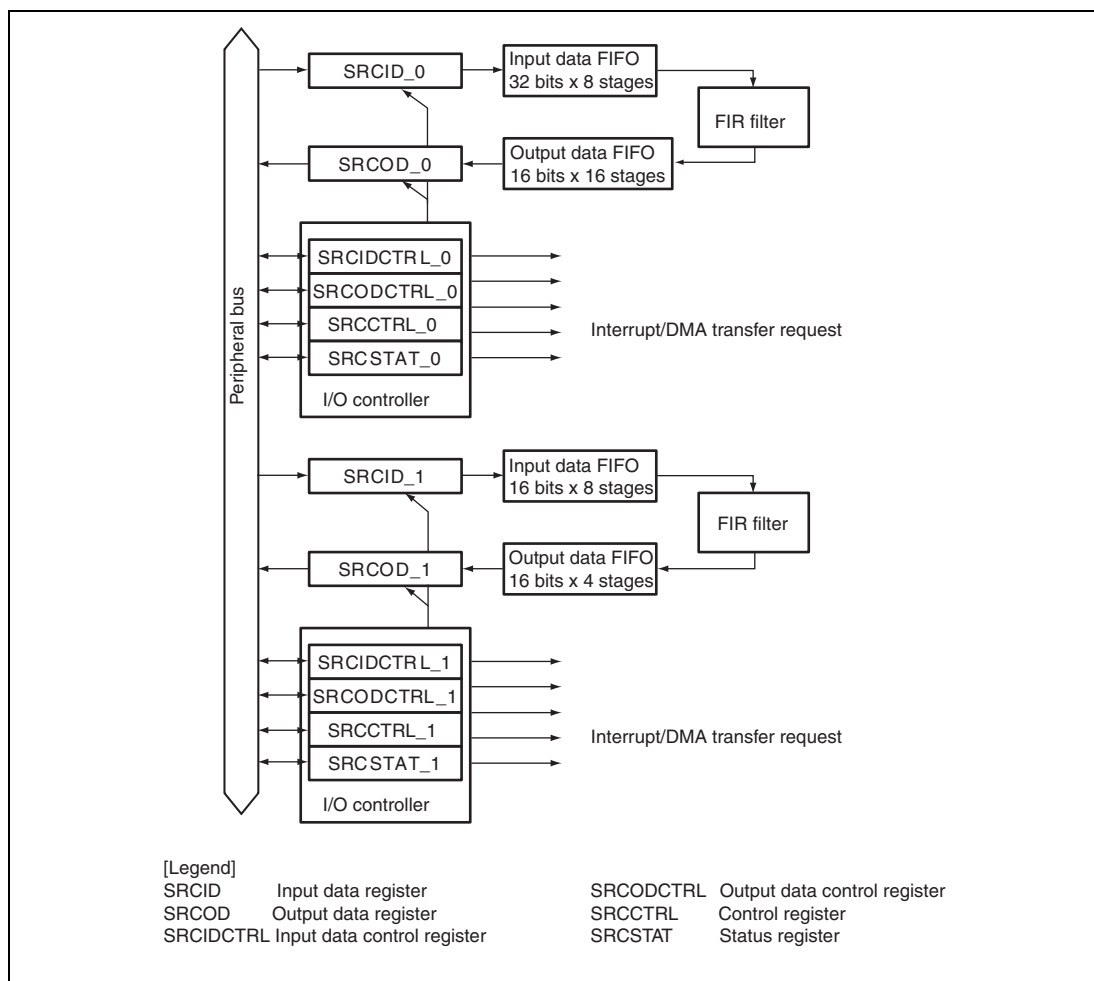 Peripheral bus
SRCID_0
Input data FIFO
32 bits x 8 stages
FIR filter
SRCOD_0
Output data FIFO
16 bits x 16 stages
SRCIDCTRL_0
SRCODCTRL_0
SRCCTRL_0
SRCSTAT_0
I/O controller
Interrupt/DMA transfer request
SRCID_1
Input data FIFO
16 bits x 8 stages
FIR filter
SRCOD_1
Output data FIFO
16 bits x 4 stages
SRCIDCTRL_1
SRCODCTRL_1
SRCCTRL_1
SRCSTAT_1
I/O controller
Interrupt/DMA transfer request
[Legend]
SRCID Input data register
SRCOD Output data register
SRCIDCTRL Input data control register
SRCODCTRL Output data control register
SRCCTRL Control register
SRCSTAT Status register